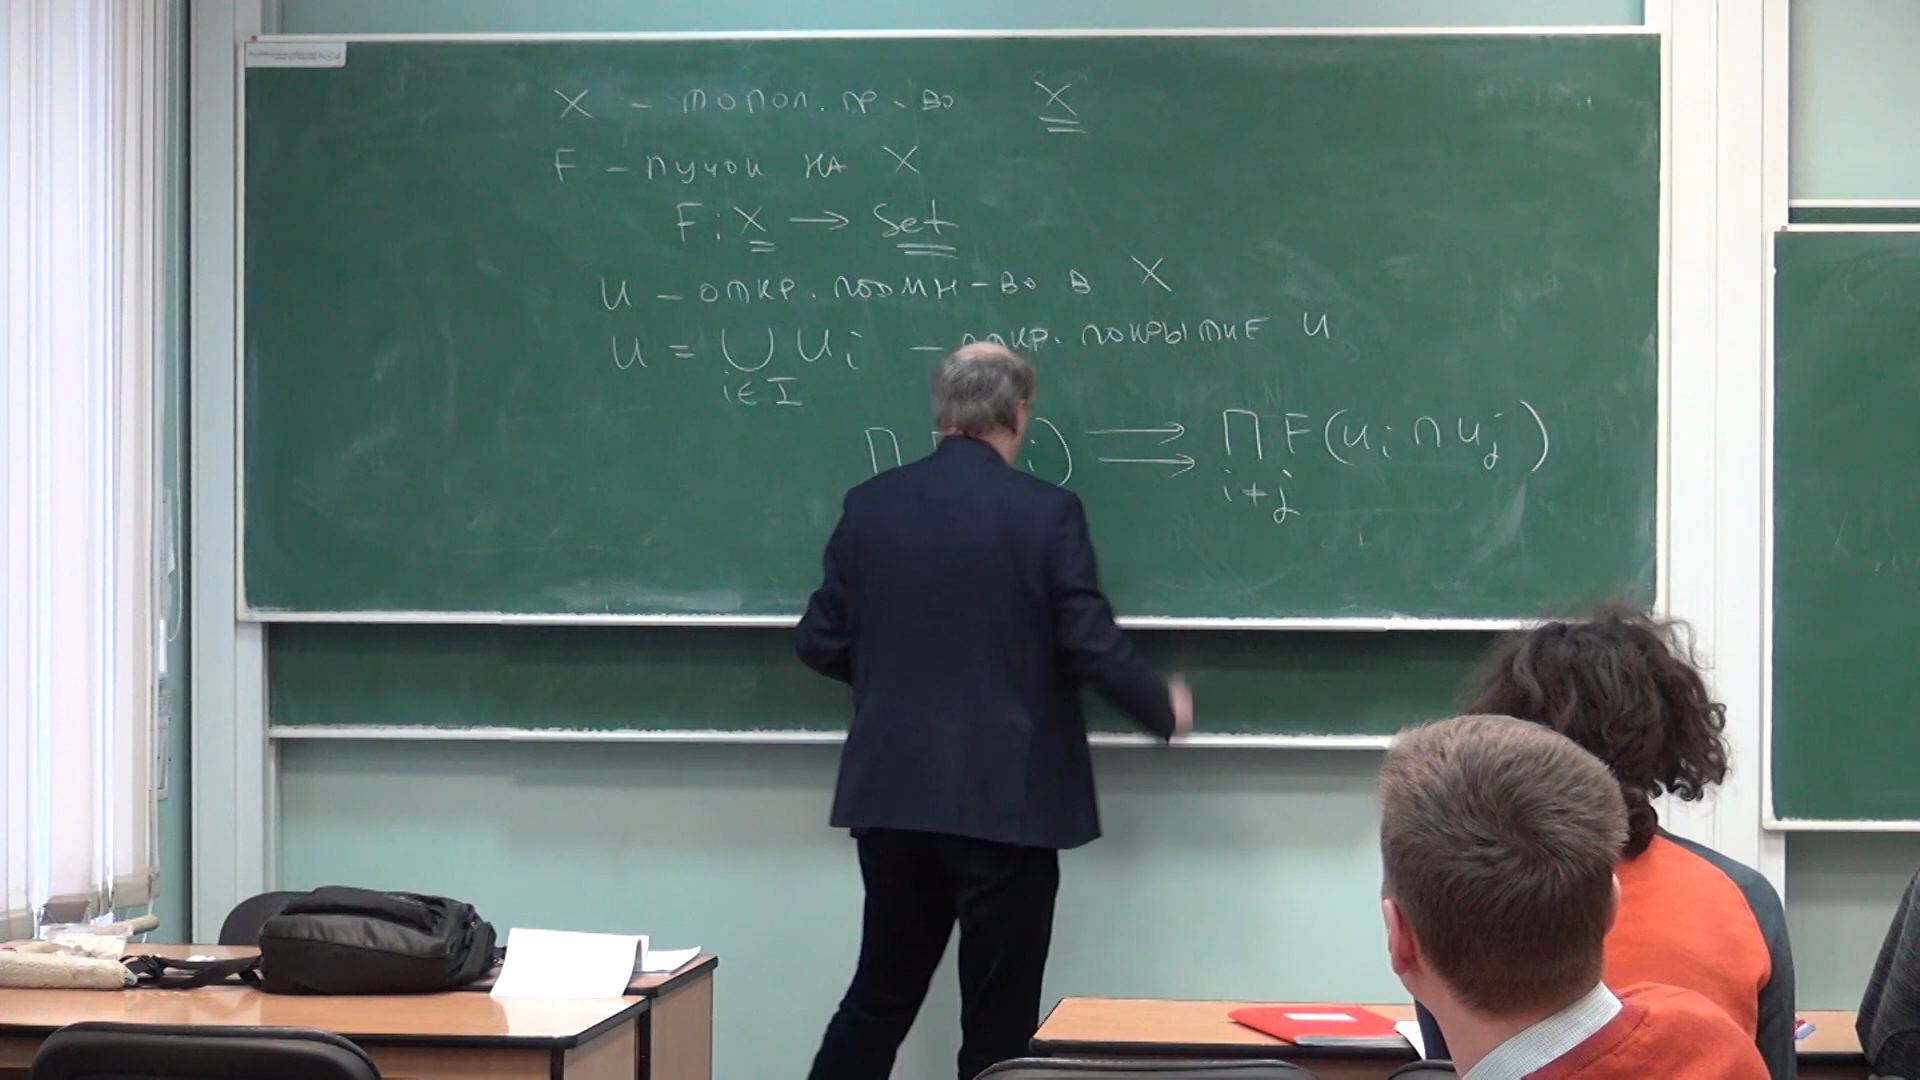 X – топол. пр-во X
F – пучок на X
F: X → Set
U – откр. подмн-во в X
U = ⋃ Ui – откр. покрытие U
i∈I
∏ i) ⇉ ∏ F(Ui ∩ Uj)
i+j